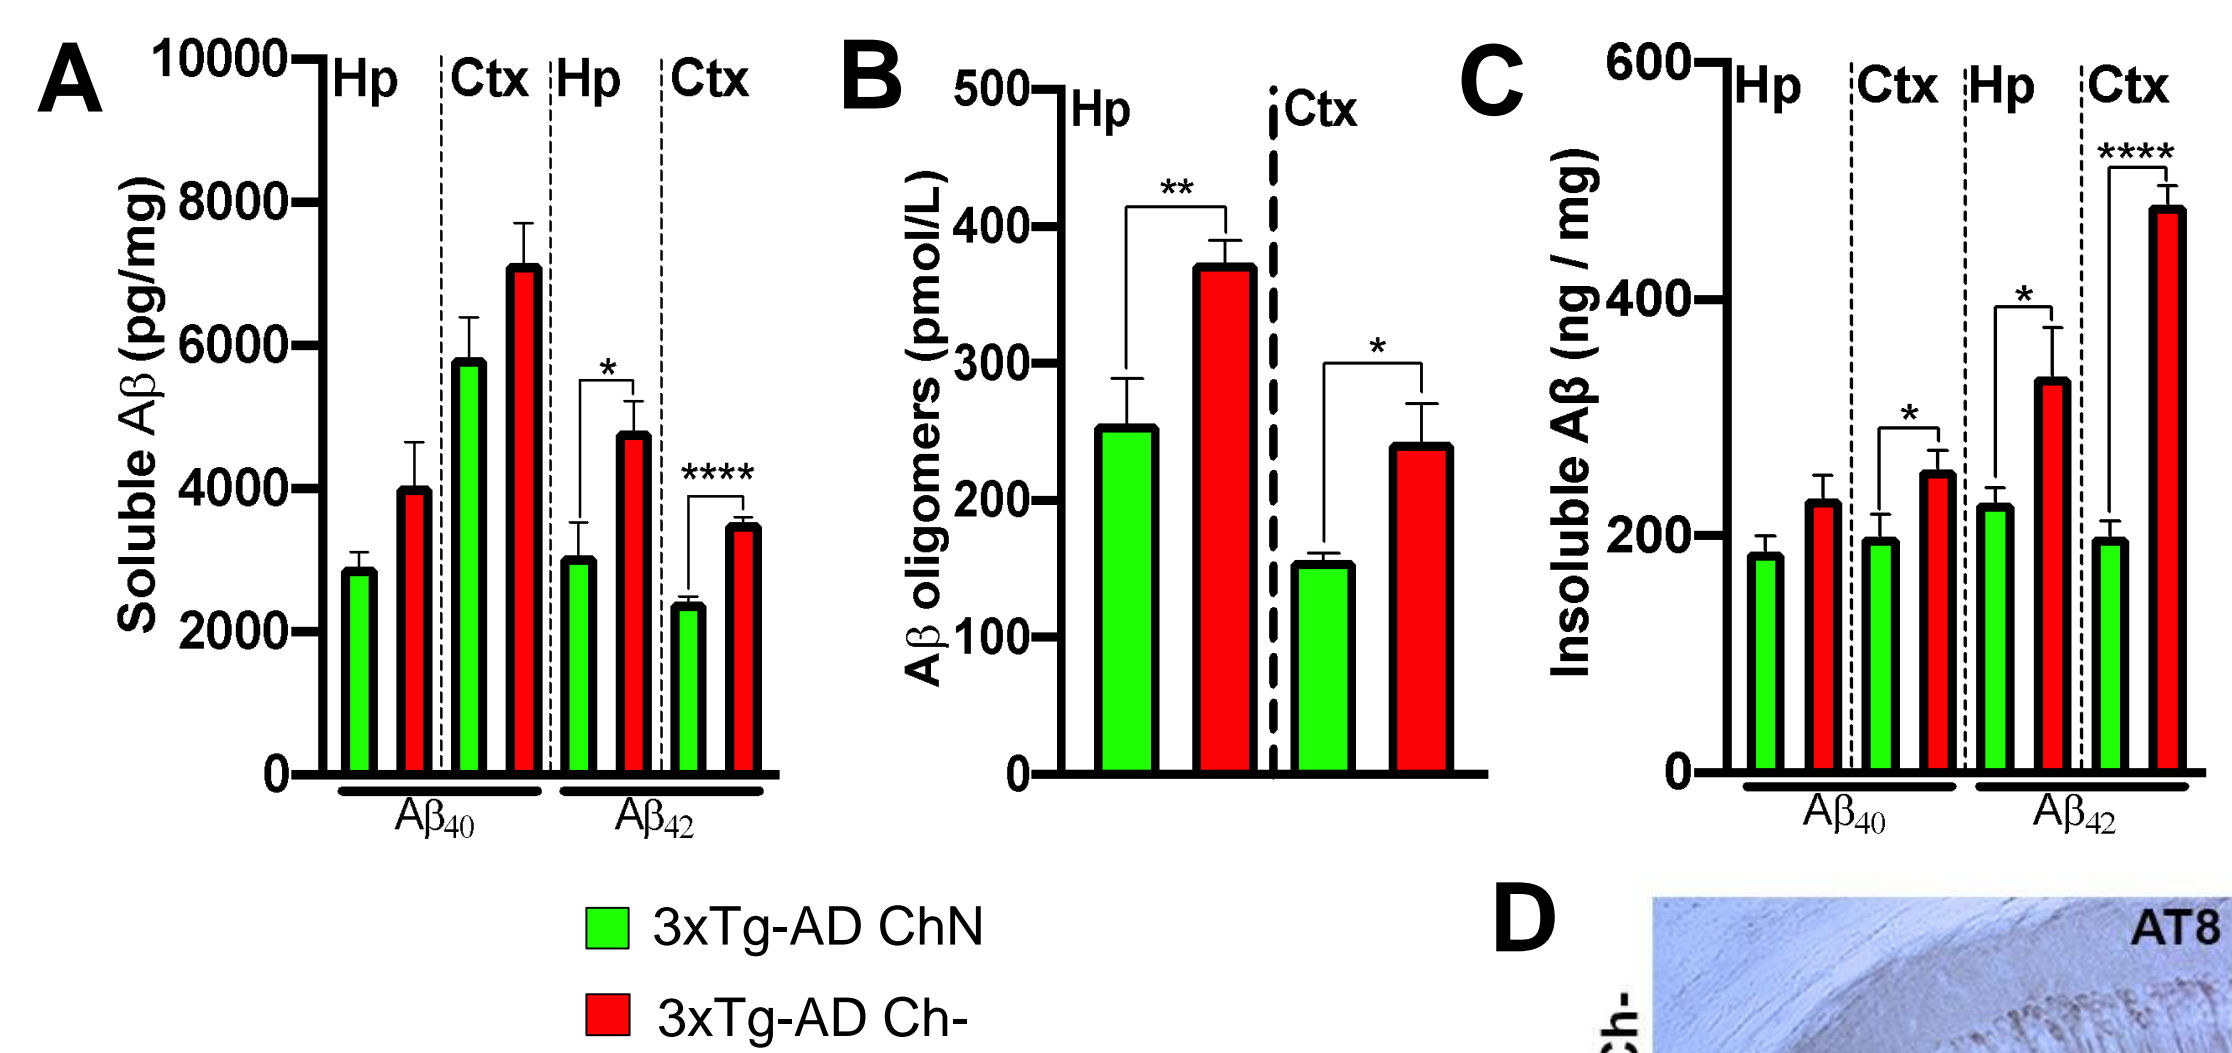 A
Soluble Aβ (pg/mg)
10000
8000
6000
4000
2000
0
Hp
Ctx
Hp
Ctx
*
****
Aβ40
Aβ42
B
Aβ oligomers (pmol/L)
500
400
300
200
100
0
Hp
Ctx
**
*
C
Insoluble Aβ (ng / mg)
600
400
200
0
Hp
Ctx
Hp
Ctx
*
*
****
Aβ40
Aβ42
3xTg-AD ChN
3xTg-AD Ch-
D
AT8
Ch-